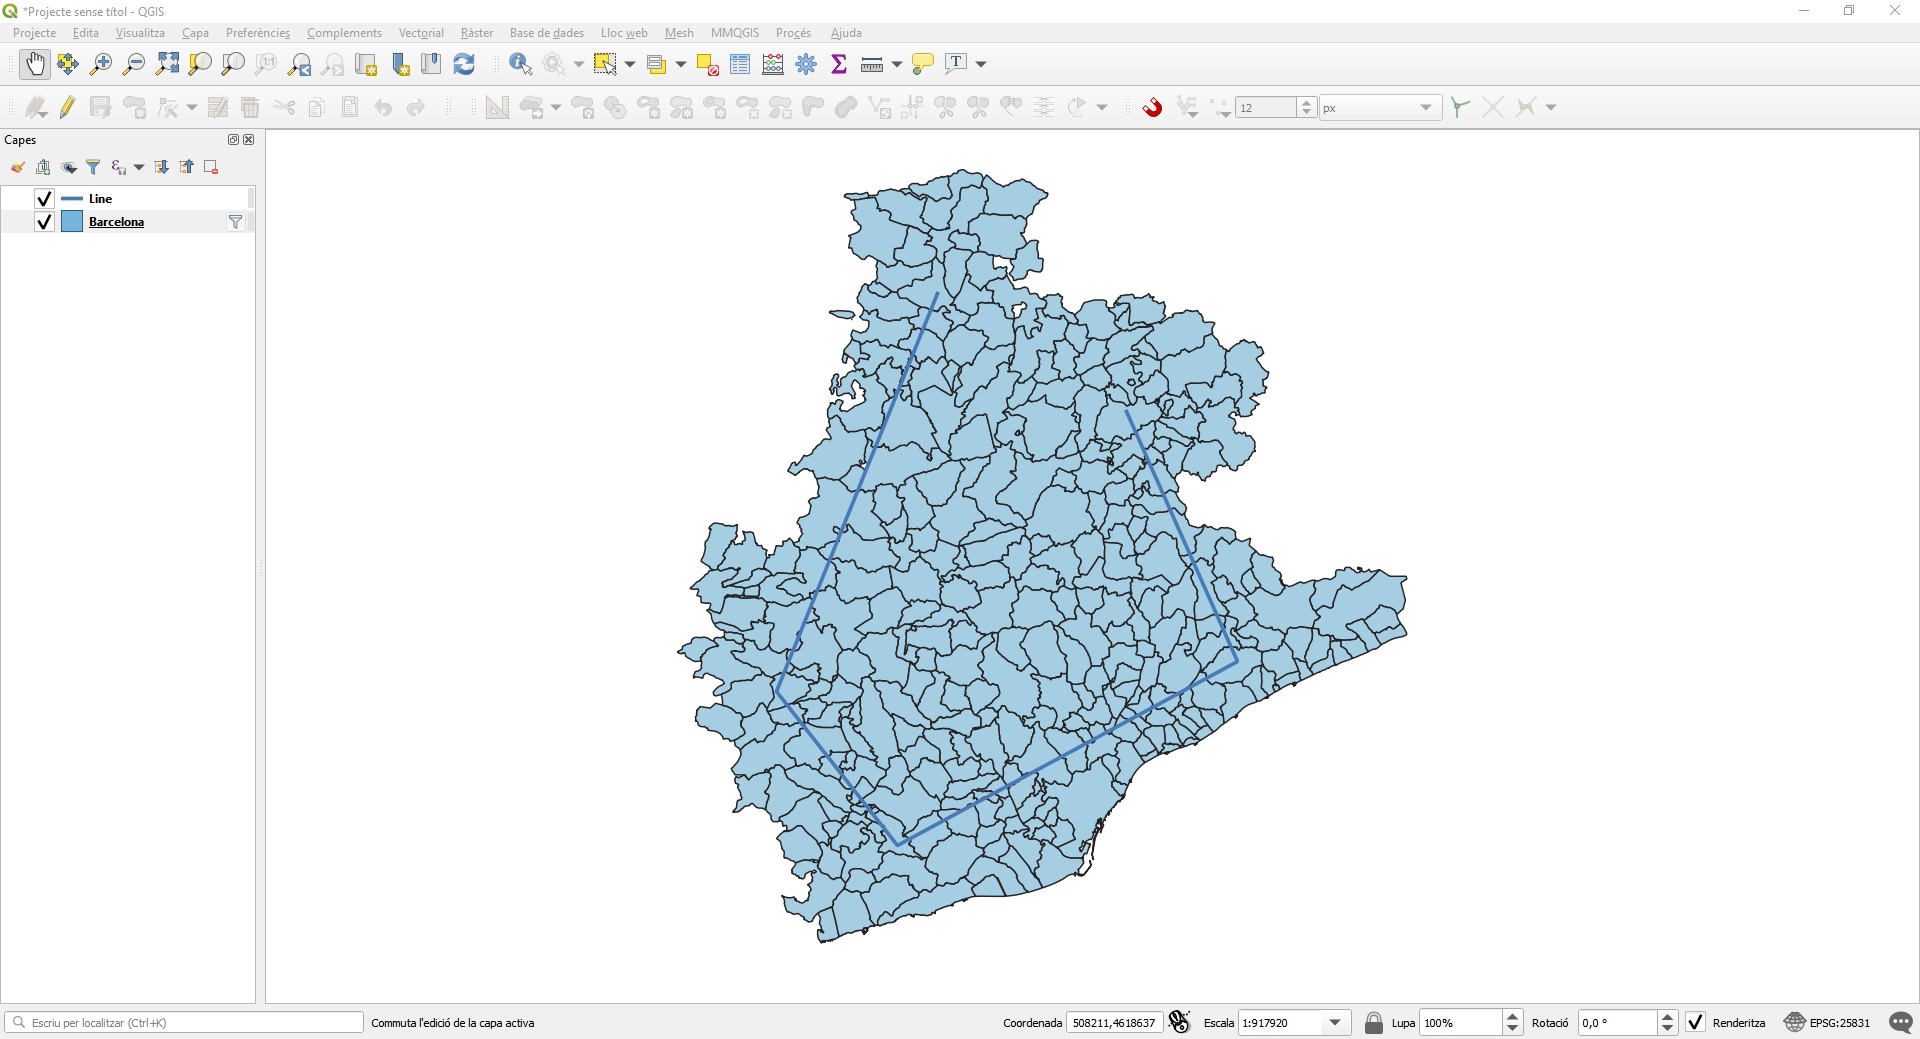 *Projecte sense títol - QGIS
Projecte Edita Visualitza Capa Preferències Complements Vectorial Ràster Base de dades Lloc web Mesh MMQGIS Procés Ajuda
1:1
T
12 px
Capes
Line
Barcelona
Escriu per localitzar (Ctrl+K) Commuta l'edició de la capa activa Coordenada 508211,4618637 Escala 1:917920 Lupa 100% Rotació 0,0 ° Renderitza EPSG:25831